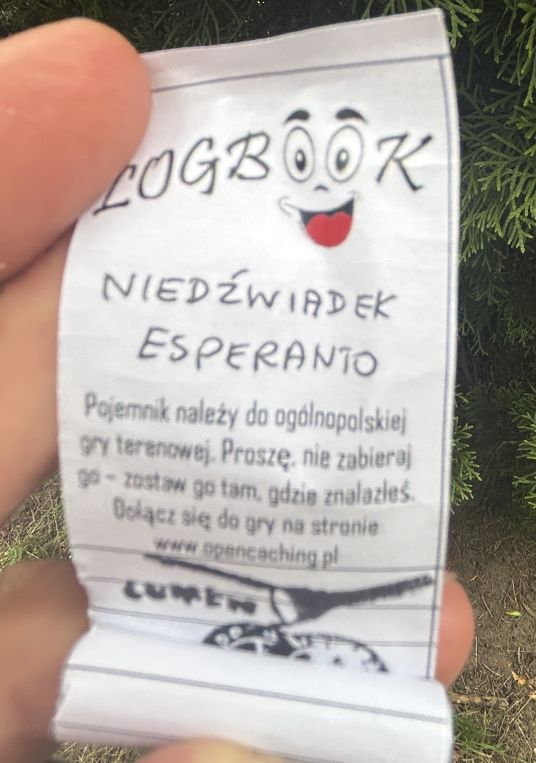 LOGBOOK
NIEDŹWIADEK
ESPERANTO
Pojemnik należy do ogólnopolskiej
gry terenowej. Proszę, nie zabieraj
go - zostaw go tam, gdzie znalazłeś.
Dołącz się do gry na stronie
www.opencaching.pl
LUMEN